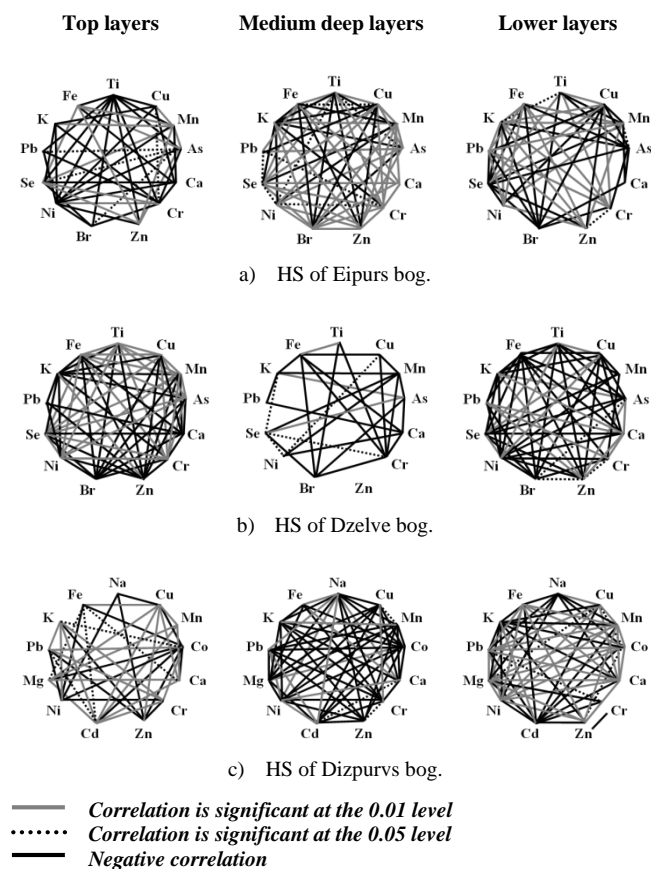 Top layers Medium deep layers Lower layers
Ti Ti Ti
Fe Cu Fe Cu Fe Cu
K Mn K Mn K Mn
Pb As Pb As Pb As
Se Ca Se Ca Se Ca
Ni Cr Ni Cr Ni Cr
Br Zn Br Zn Br Zn
a) HS of Eipurs bog.
Ti Ti Ti
Fe Cu Fe Cu Fe Cu
K Mn K Mn K Mn
Pb As Pb As Pb As
Se Ca Se Ca Se Ca
Ni Cr Ni Cr Ni Cr
Br Zn Br Zn Br Zn
b) HS of Dzelve bog.
Na Na Na
Fe Cu Fe Cu Fe Cu
K Mn K Mn K Mn
Pb Co Pb Co Pb Co
Mg Ca Mg Ca Mg Ca
Ni Cr Ni Cr Ni Cr
Cd Zn Cd Zn Cd Zn
c) HS of Dizpurvs bog.
Correlation is significant at the 0.01 level
Correlation is significant at the 0.05 level
Negative correlation